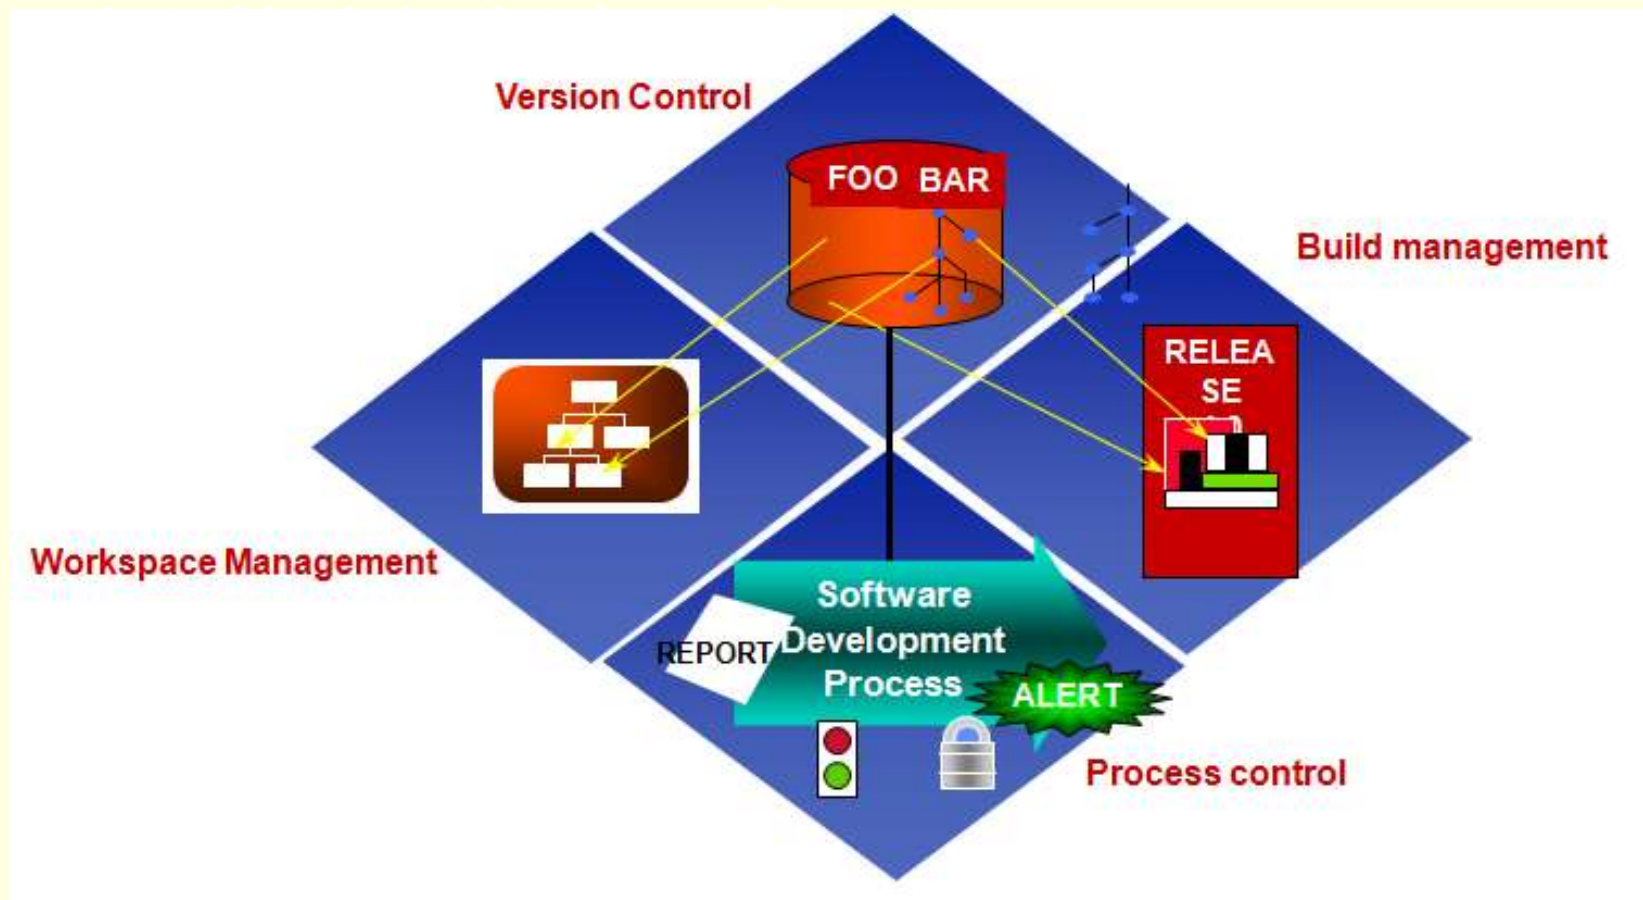 Version Control
FOO BAR
Build management
RELEA
SE
Workspace Management
Software
Development
Process
REPORT
ALERT
Process control